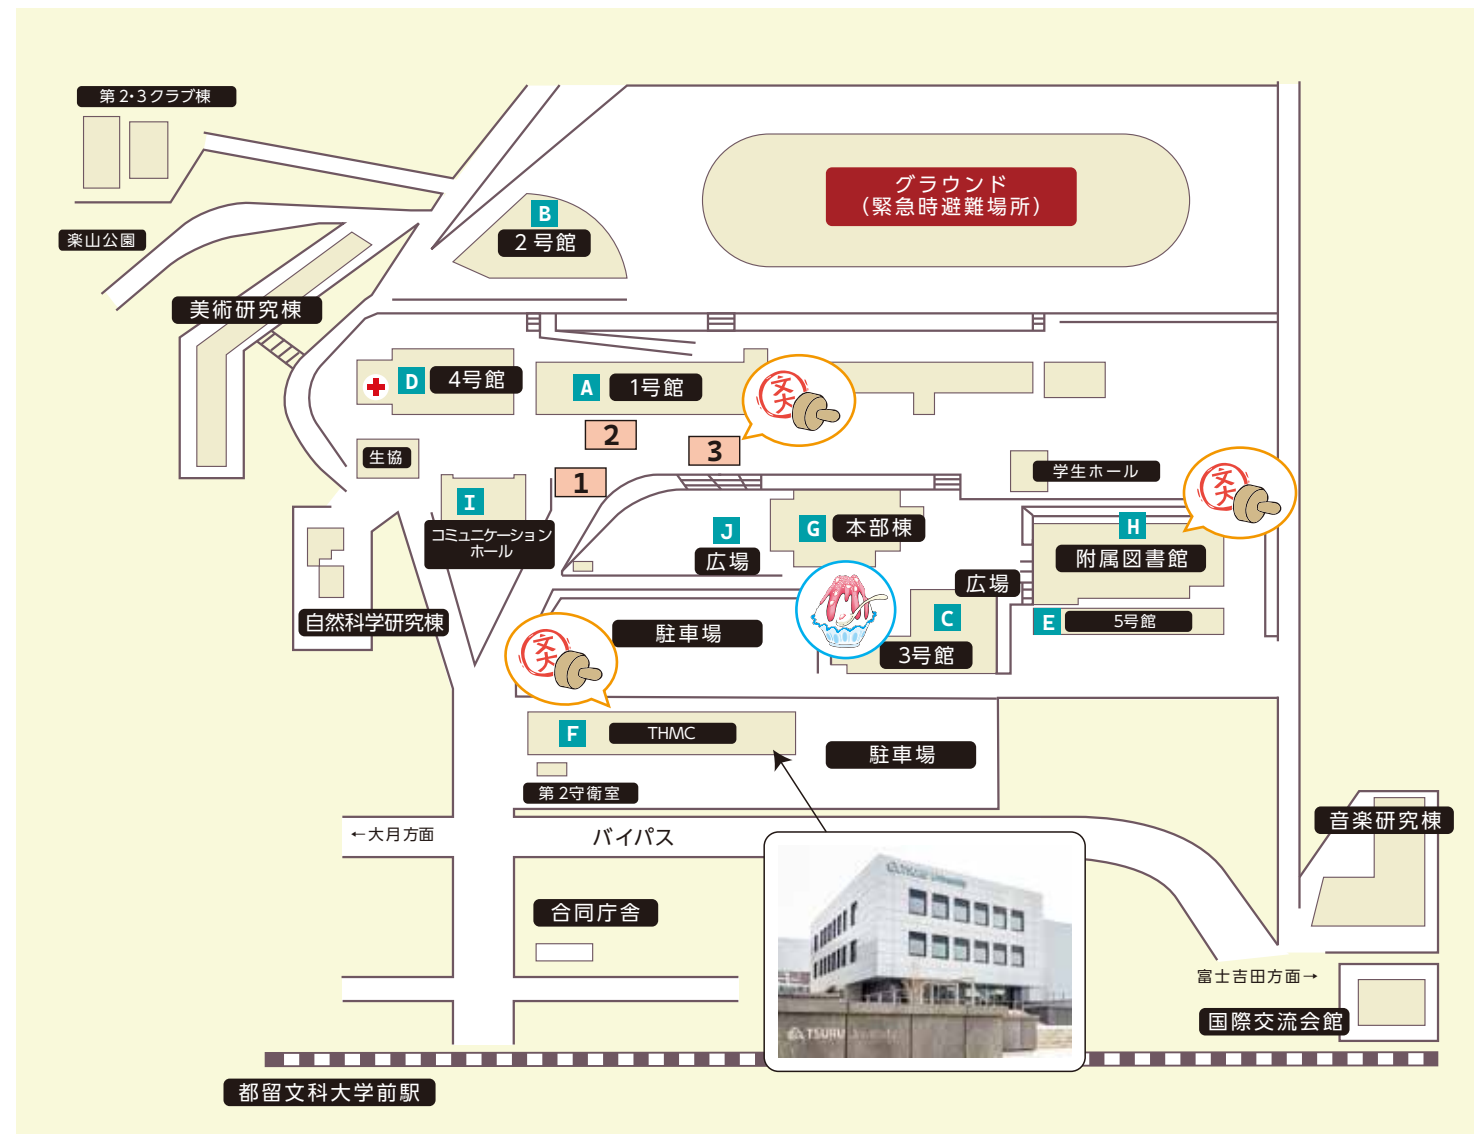 第2・3クラブ棟
グラウンド
（緊急時避難場所）
B
2号館
楽山公園
美術研究棟
D
4号館
A
1号館
文大
2
3
1
生協
学生ホール
文大
I
コミュニケーション
ホール
J
広場
G
本部棟
H
附属図書館
広場
自然科学研究棟
文大
駐車場
C
3号館
E
5号館
F
THMC
駐車場
第2守衛室
←大月方面
バイパス
音楽研究棟
合同庁舎
富士吉田方面→
国際交流会館
TSURU
都留文科大学前駅